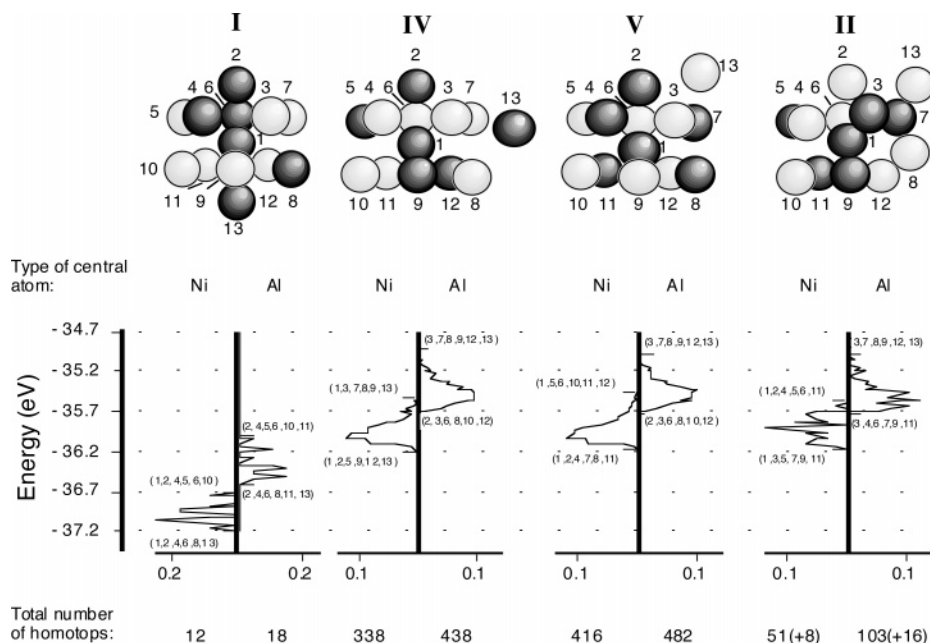 I IV V II
2 2 2 2 13
5 4 6 3 7 5 4 6 3 7 13 5 4 6 3 13 7 5 4 6 3 7
1 1 1 1
10 11 9 12 8 13 10 11 9 12 10 11 9 12 8 10 11 9 12 8
Type of central
atom: Ni Al Ni Al Ni Al Ni Al
Energy (eV)
- 34.7
(3 ,7,8 ,9,12, 13) (3 ,7,8,9,1 2,13) 3,7,8,9, 12, 13)
- 35.2
(1,3, 7,8,9, 13) (1 ,5,6 ,10, 11 , 12) (1,2,4 ,5,6 ,11)
- 35.7
(2, 3,6, 8,10, 12) (2,3,6 ,8,1 0,12) (3 ,4,6 ,7,9 ,11)
(2, 4,5,6 ,10, 11)
- 36.2
(1 ,2,5 ,9,1 2,13) (1 ,2,4 ,7,8, 11) (1 ,3,5 ,7,9, 11)
(1,2, 4,5, 6,10)
- 36.7
(2,4,6, 8,11, 13)
- 37.2
(1,2 ,4,6 ,8,1 3)
0.2 0.2 0.1 0.1 0.1 0.1 0.1 0.1
Total number
of homotops: 12 18 338 438 416 482 51(+8) 103(+16)